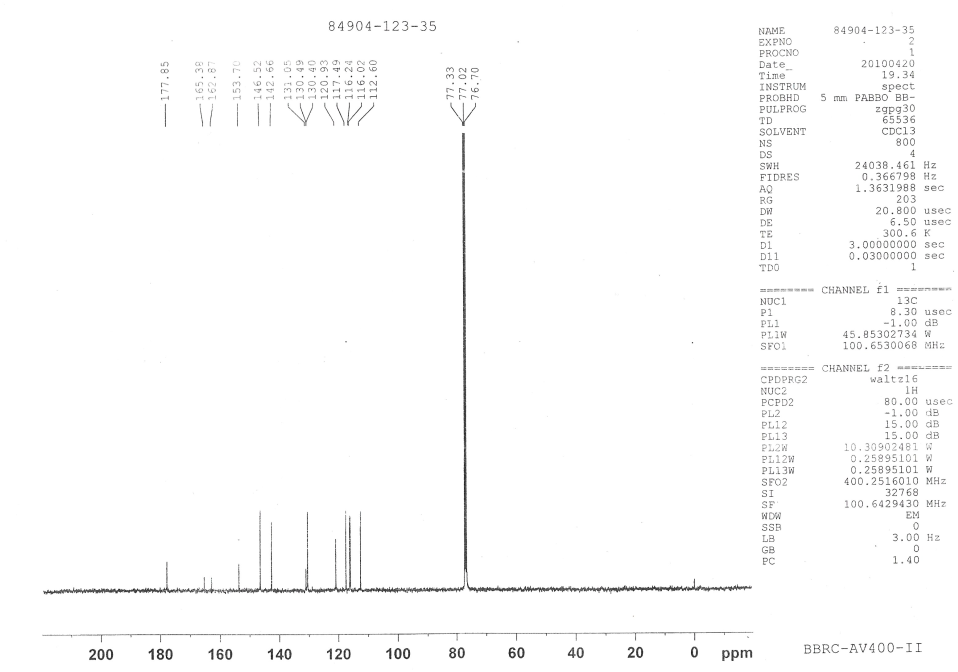 84904-123-35
177.85
165.38
162.87
153.70
146.52
142.66
131.05
130.49
130.40
120.93
117.49
116.24
116.02
112.60
77.33
77.02
76.70
200 180 160 140 120 100 80 60 40 20 0 ppm
NAME 84904-123-35
EXPNO 2
PROCNO 1
Date_ 20100420
Time 19.34
INSTRUM spect
PROBHD 5 mm PABBO BB-
PULPROG zgpg30
TD 65536
SOLVENT CDCl3
NS 800
DS 4
SWH 24038.461 Hz
FIDRES 0.366798 Hz
AQ 1.3631988 sec
RG 203
DW 20.800 usec
DE 6.50 usec
TE 300.6 K
D1 3.00000000 sec
D11 0.03000000 sec
TD0 1
======== CHANNEL f1 ========
NUC1 13C
P1 8.30 usec
PL1 -1.00 dB
PL1W 45.85302734 W
SFO1 100.6530068 MHz
======== CHANNEL f2 ========
CPDPRG2 waltz16
NUC2 1H
PCPD2 80.00 usec
PL2 -1.00 dB
PL12 15.00 dB
PL13 15.00 dB
PL2W 10.30902481 W
PL12W 0.25895101 W
PL13W 0.25895101 W
SFO2 400.2516010 MHz
SI 32768
SF 100.6429430 MHz
WDW EM
SSB 0
LB 3.00 Hz
GB 0
PC 1.40
BBRC-AV400-II